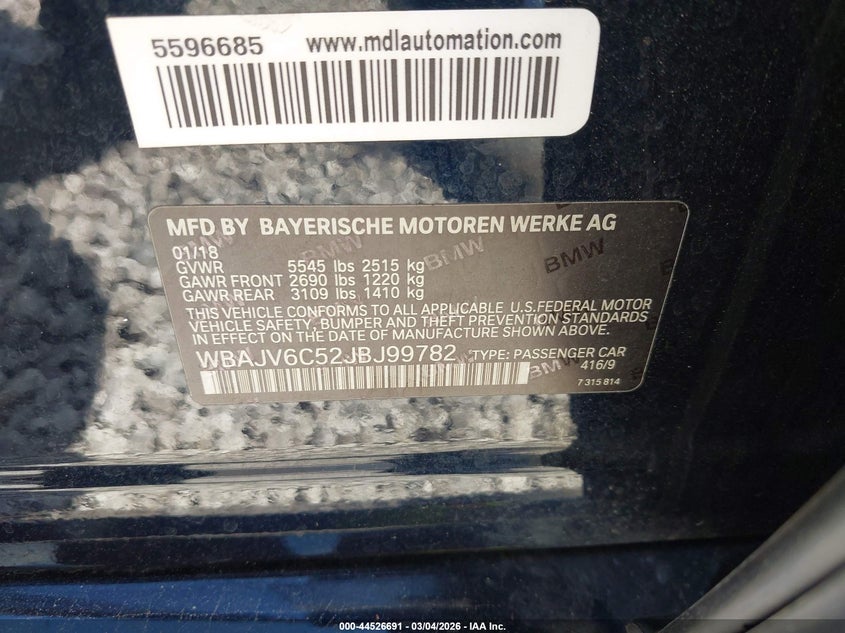 5596685 www.mdlautomation.com
MFD BY BAYERISCHE MOTOREN WERKE AG
01/18
GVWR 5545 lbs 2515 kg
GAWR FRONT 2690 lbs 1220 kg
GAWR REAR 3109 lbs 1410 kg
THIS VEHICLE CONFORMS TO ALL APPLICABLE U.S.FEDERAL MOTOR
VEHICLE SAFETY, BUMPER AND THEFT PREVENTION STANDARDS
IN EFFECT ON THE DATE OF MANUFACTURE SHOWN ABOVE.
WBAJV6C52JBJ99782 TYPE: PASSENGER CAR
416/9
7 315 814
000-44526691 - 03/04/2026 - IAA Inc.